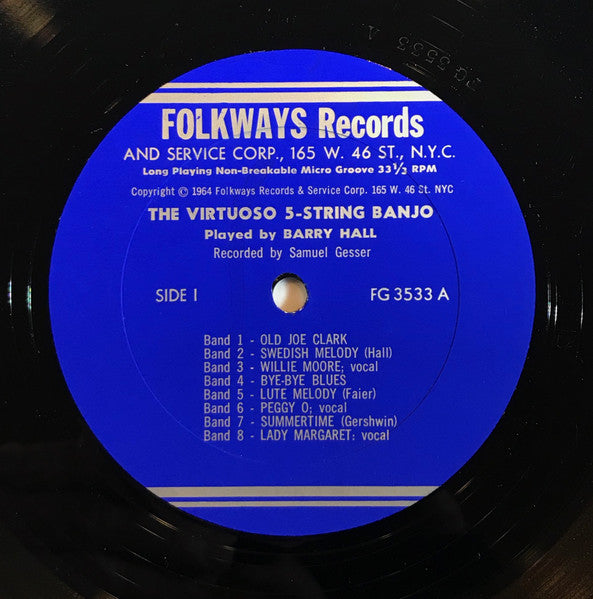 FG 3533 A
FOLKWAYS Records
AND SERVICE CORP., 165 W. 46 ST., N.Y.C.
Long Playing Non-Breakable Micro Groove 33⅓ RPM
Copyright © 1964 Folkways Records & Service Corp. 165 W. 46 St. NYC
THE VIRTUOSO 5-STRING BANJO
Played by BARRY HALL
Recorded by Samuel Gesser
SIDE I FG 3533 A
Band 1 - OLD JOE CLARK
Band 2 - SWEDISH MELODY (Hall)
Band 3 - WILLIE MOORE; vocal
Band 4 - BYE-BYE BLUES
Band 5 - LUTE MELODY (Faier)
Band 6 - PEGGY O; vocal
Band 7 - SUMMERTIME (Gershwin)
Band 8 - LADY MARGARET; vocal